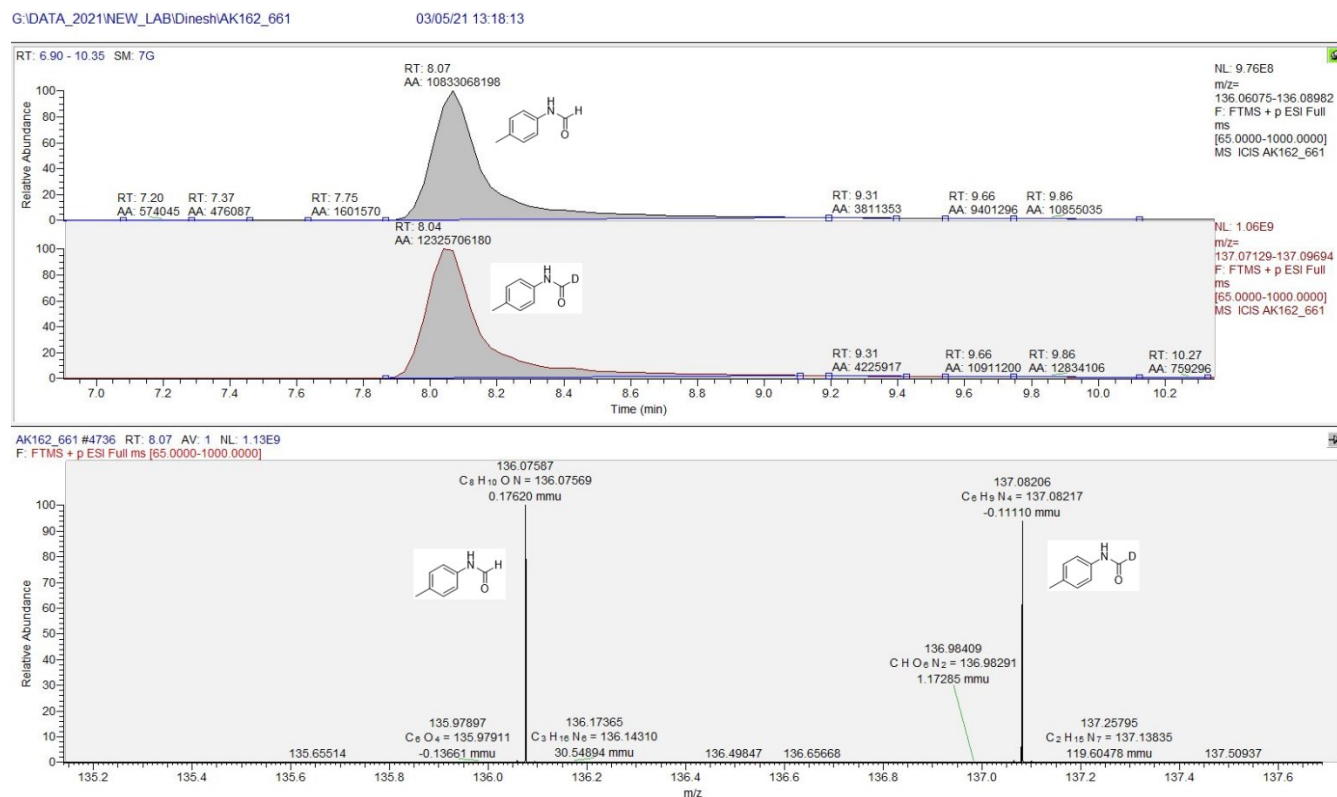 G:\DATA_2021\NEW_LAB\Dinesh\AK162_661 03/05/21 13:18:13
RT: 6.90 - 10.35 SM: 7G
RT: 8.07
AA: 10833068198
NL: 9.76E8
m/z=
136.06075-136.08982
F: FTMS + p ESI Full
ms
[65.0000-1000.0000]
MS ICIS AK162_661
Relative Abundance
100
80
60
40
20
0
H
N
H
O
RT: 7.20
AA: 574045
RT: 7.37
AA: 476087
RT: 7.75
AA: 1601570
RT: 9.31
AA: 3811353
RT: 9.66
AA: 9401296
RT: 9.86
AA: 10855035
RT: 8.04
AA: 12325706180
NL: 1.06E9
m/z=
137.07129-137.09694
F: FTMS + p ESI Full
ms
[65.0000-1000.0000]
MS ICIS AK162_661
100
80
60
40
20
0
H
N
D
O
RT: 9.31
AA: 4225917
RT: 9.66
AA: 10911200
RT: 9.86
AA: 12834106
RT: 10.27
AA: 759296
7.0 7.2 7.4 7.6 7.8 8.0 8.2 8.4 8.6 8.8 9.0 9.2 9.4 9.6 9.8 10.0 10.2
Time (min)
AK162_661 #4736 RT: 8.07 AV: 1 NL: 1.13E9
F: FTMS + p ESI Full ms [65.0000-1000.0000]
136.07587
C8 H10 O N = 136.07569
0.17620 mmu
137.08206
C6 H9 N4 = 137.08217
-0.11110 mmu
Relative Abundance
100
90
80
70
60
50
40
30
20
10
0
H
N
H
O
H
N
D
O
136.98409
C H O6 N2 = 136.98291
1.17285 mmu
135.97897
C6 O4 = 135.97911
-0.13661 mmu
136.17365
C3 H16 N6 = 136.14310
30.54894 mmu
137.25795
C2 H15 N7 = 137.13835
119.60478 mmu
135.65514
136.49847
136.65668
137.50937
135.2 135.4 135.6 135.8 136.0 136.2 136.4 136.6 136.8 137.0 137.2 137.4 137.6
m/z